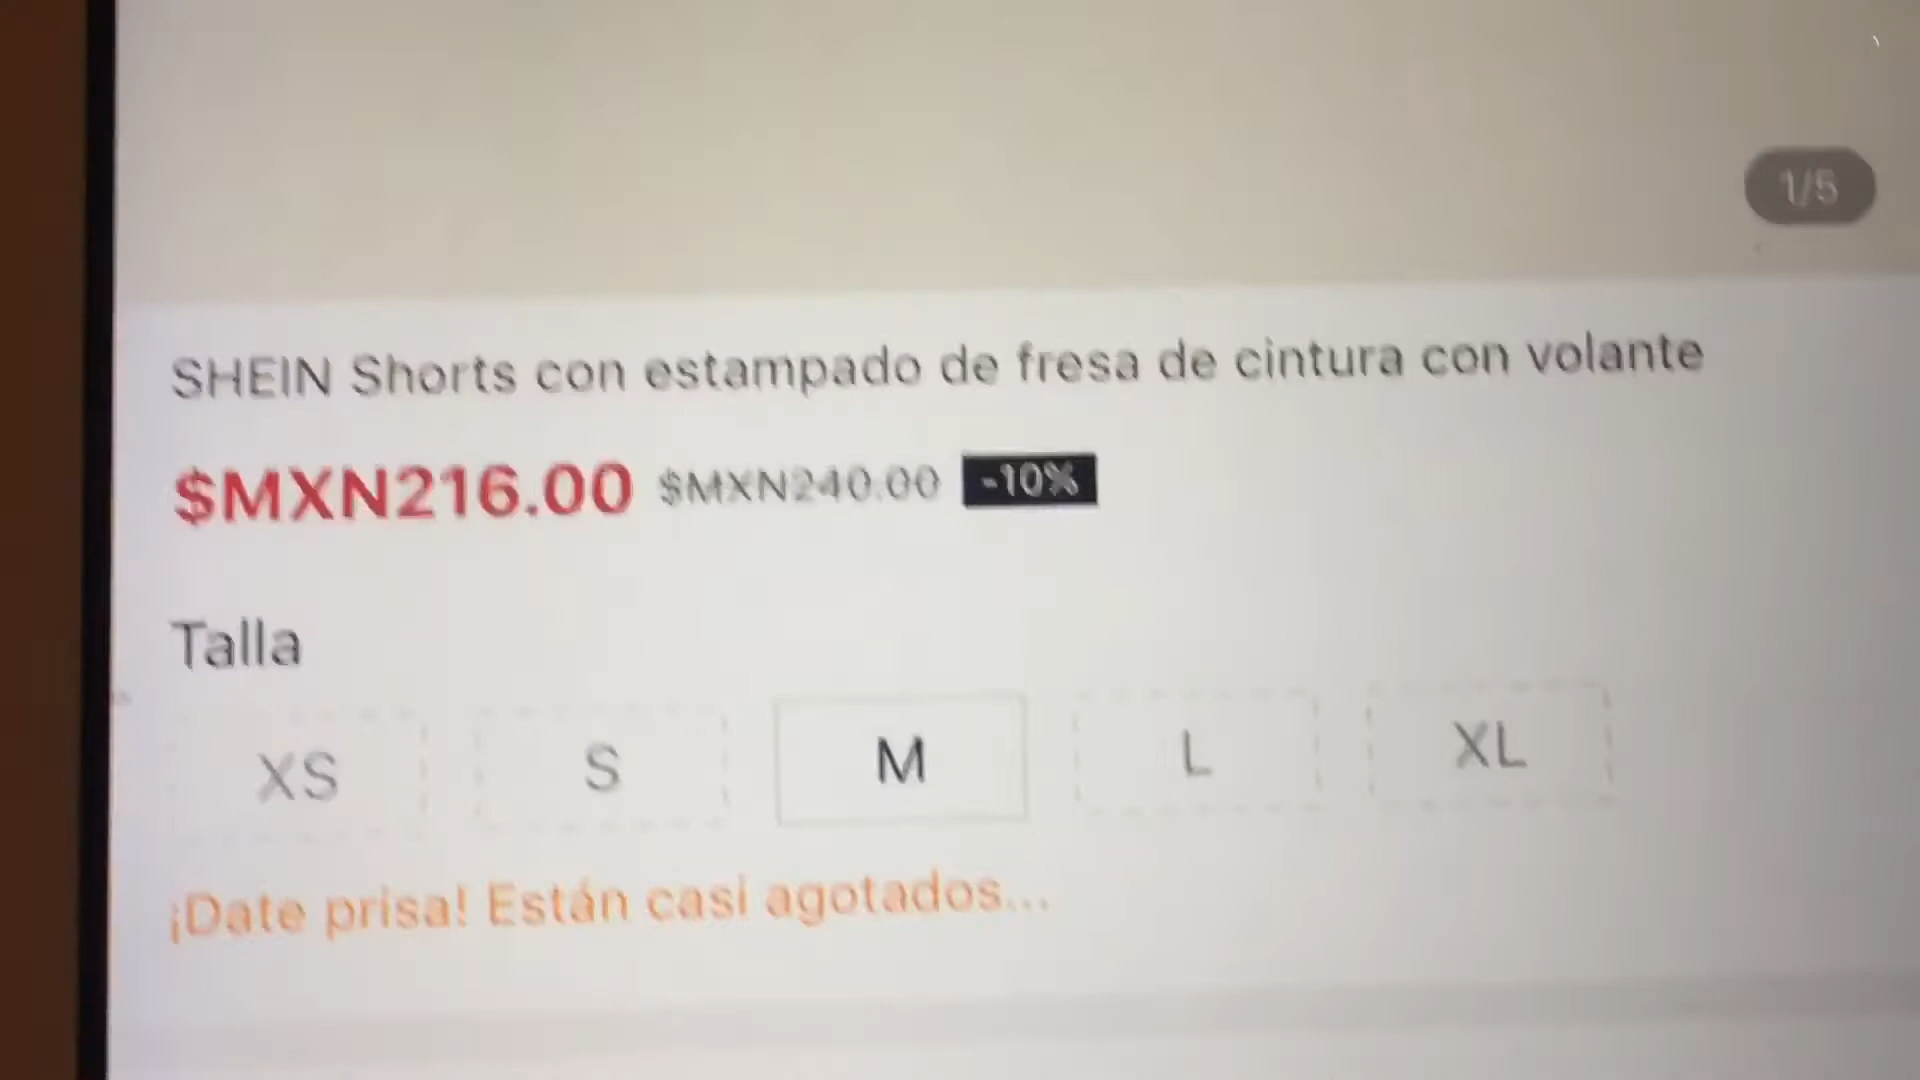 1/5
SHEIN Shorts con estampado de fresa de cintura con volante
$MXN216.00 $MXN240.00 -10%
Talla
XS S M L XL
¡Date prisa! Están casi agotados...